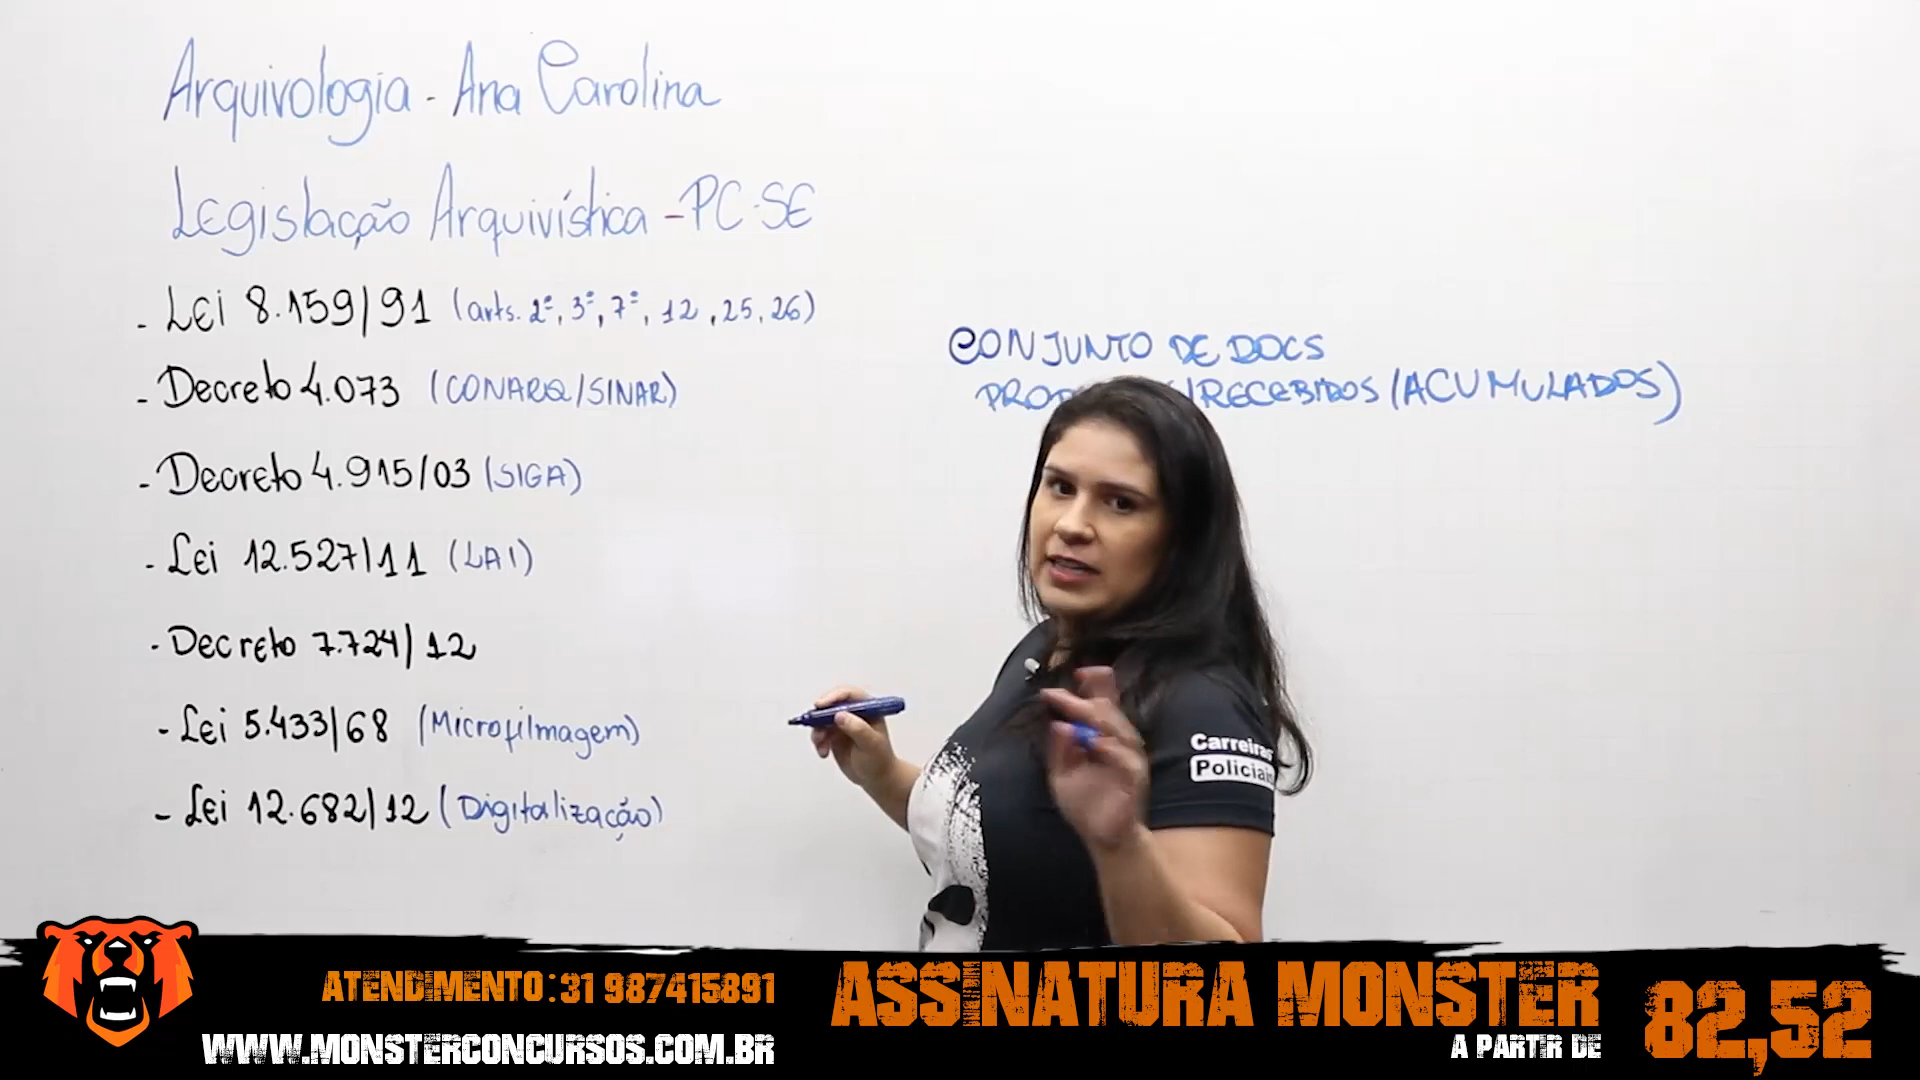 Arquivologia - Ana Carolina
Legislação Arquivística - PC-SE
- Lei 8.159/91 (arts. 2º, 3º, 7º, 12, 25, 26)
- Decreto 4.073 (CONARQ/SINAR)
- Decreto 4.915/03 (SIGA)
- Lei 12.527/11 (LAI)
- Decreto 7.724/12
- Lei 5.433/68 (Microfilmagem)
- Lei 12.682/12 (Digitalização)
CONJUNTO DE DOCS
/RECEBIDOS (ACUMULADOS)
Carreiras
Policiais
ATENDIMENTO: 31 987415891
WWW.MONSTERCONCURSOS.COM.BR
ASSINATURA MONSTER
A PARTIR DE
82,52